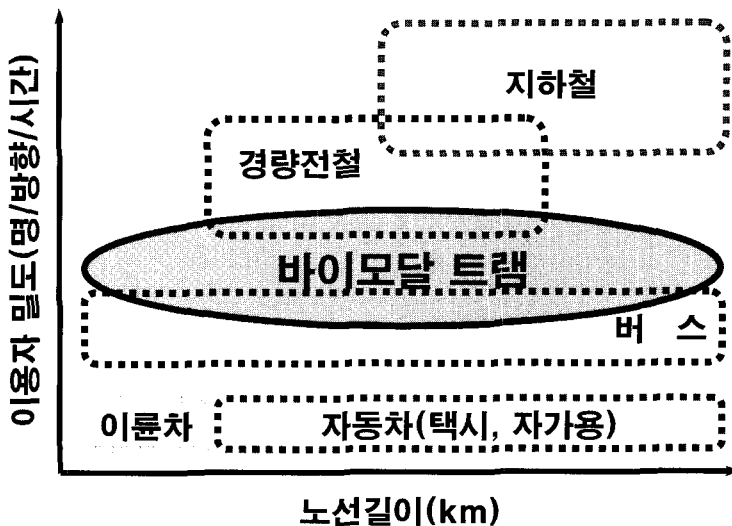 이용자 밀도(명/방향/시간)
지하철
경량전철
바이모달 트램
버 스
이륜차
자동차(택시, 자가용)
노선길이(km)